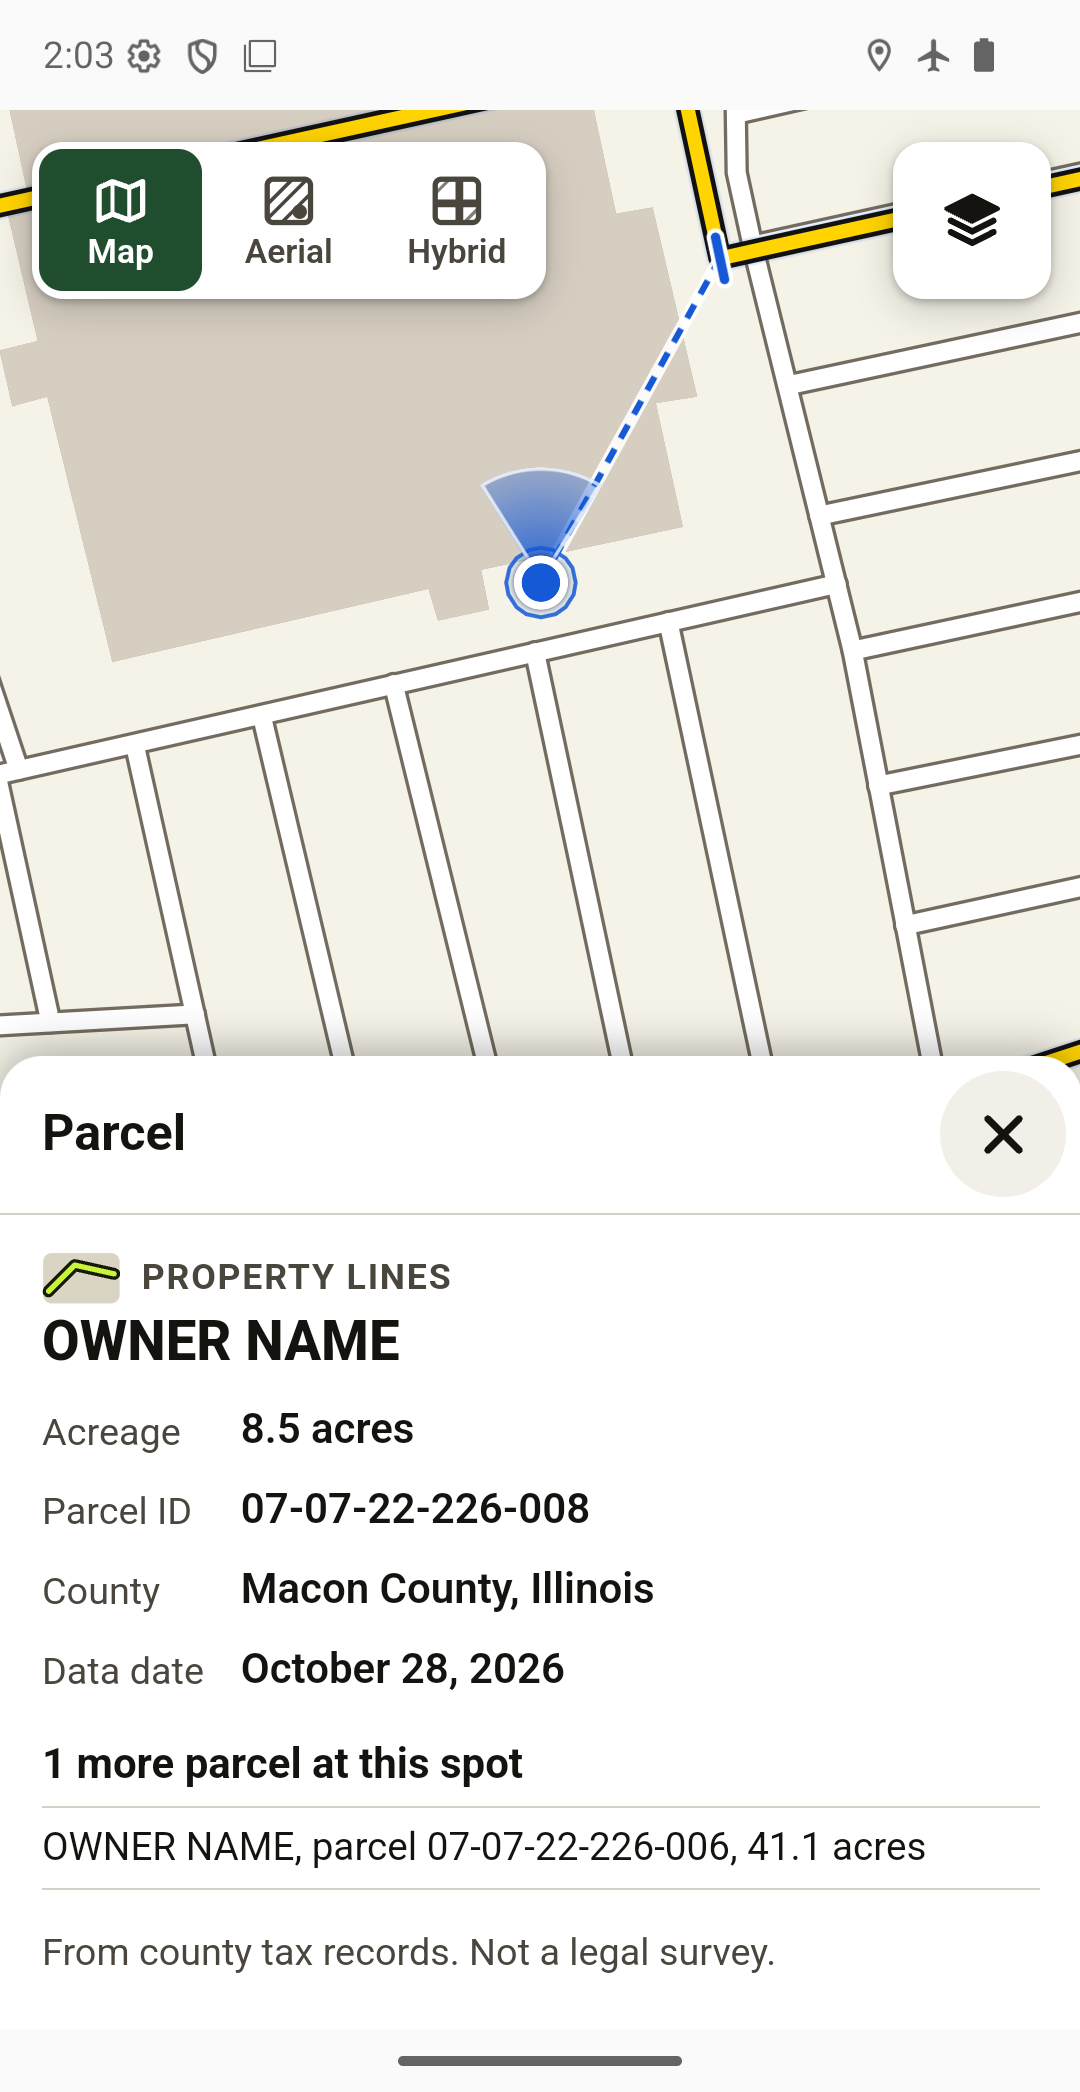 2:03
Map
Aerial
Hybrid
Parcel
PROPERTY LINES
OWNER NAME
Acreage 8.5 acres
Parcel ID 07-07-22-226-008
County Macon County, Illinois
Data date October 28, 2026
1 more parcel at this spot
OWNER NAME, parcel 07-07-22-226-006, 41.1 acres
From county tax records. Not a legal survey.